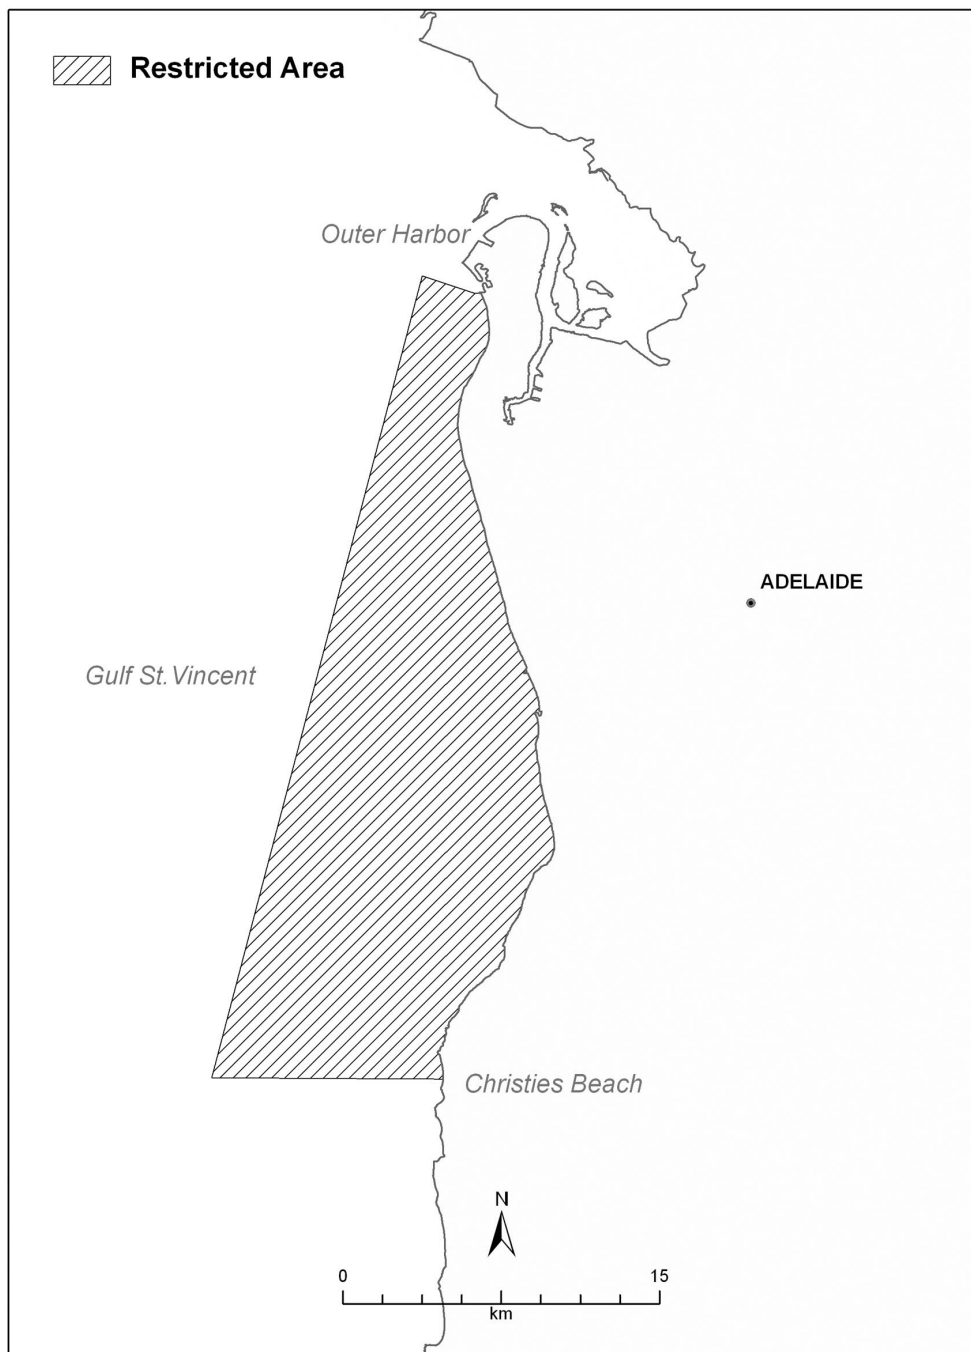 Restricted Area
Outer Harbor
ADELAIDE
Gulf St. Vincent
Christies Beach
N
0 15
km